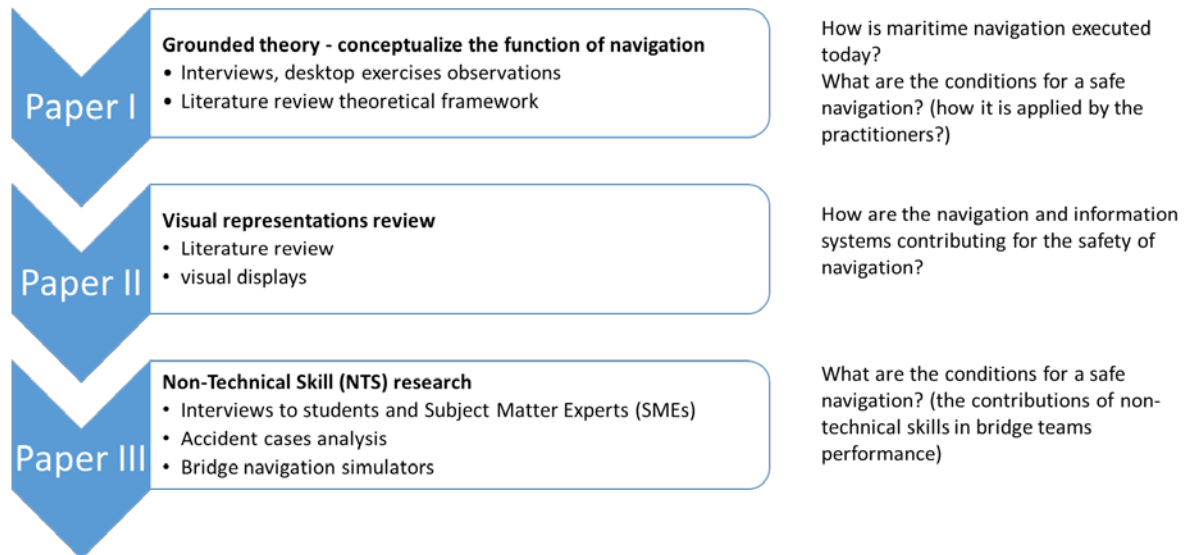 Paper I
Grounded theory - conceptualize the function of navigation
• Interviews, desktop exercises observations
• Literature review theoretical framework
How is maritime navigation executed
today?
What are the conditions for a safe
navigation? (how it is applied by the
practitioners?)
Paper II
Visual representations review
• Literature review
• visual displays
How are the navigation and information
systems contributing for the safety of
navigation?
Paper III
Non-Technical Skill (NTS) research
• Interviews to students and Subject Matter Experts (SMEs)
• Accident cases analysis
• Bridge navigation simulators
What are the conditions for a safe
navigation? (the contributions of non-
technical skills in bridge teams
performance)